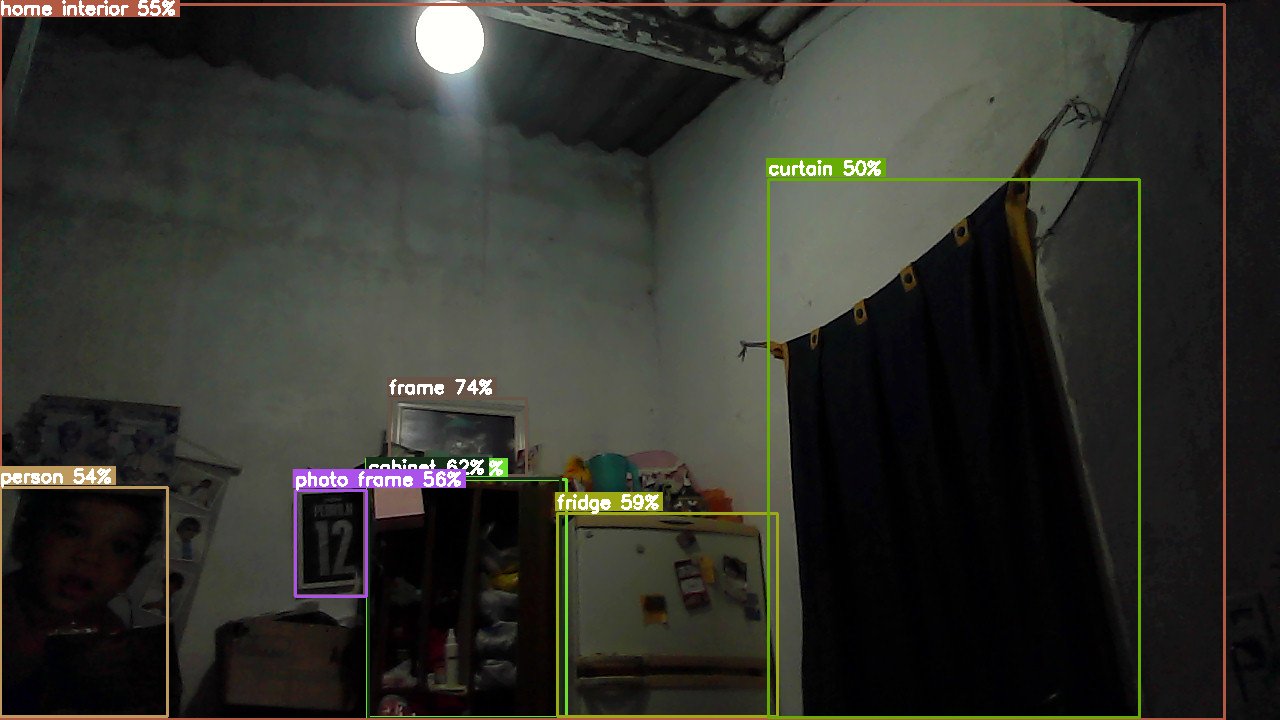 home interior 55%
curtain 50%
frame 74%
cabinet 62%
%
person 54%
photo frame 56%
fridge 59%
12